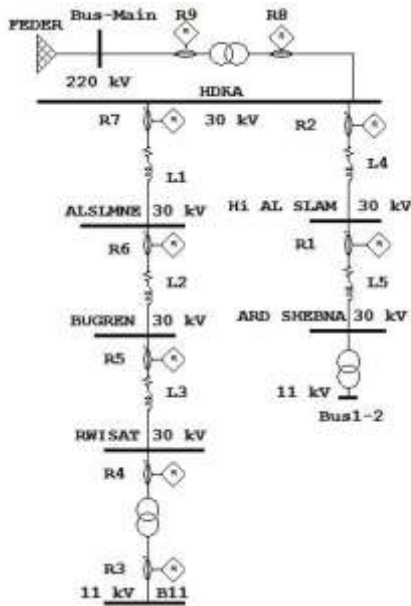 FEDER
Bus-Main
R9
R8
220 kV
HDKA
R7
30 kV
R2
L1
L4
ALSLMNE 30 kV
Hi AL SLAM 30 kV
R6
R1
L2
L5
BUGREN 30 kV
ARD SHEBNA 30 kV
R5
L3
11 kV
Bus1-2
RWISAT 30 kV
R4
R3
11 kV B11